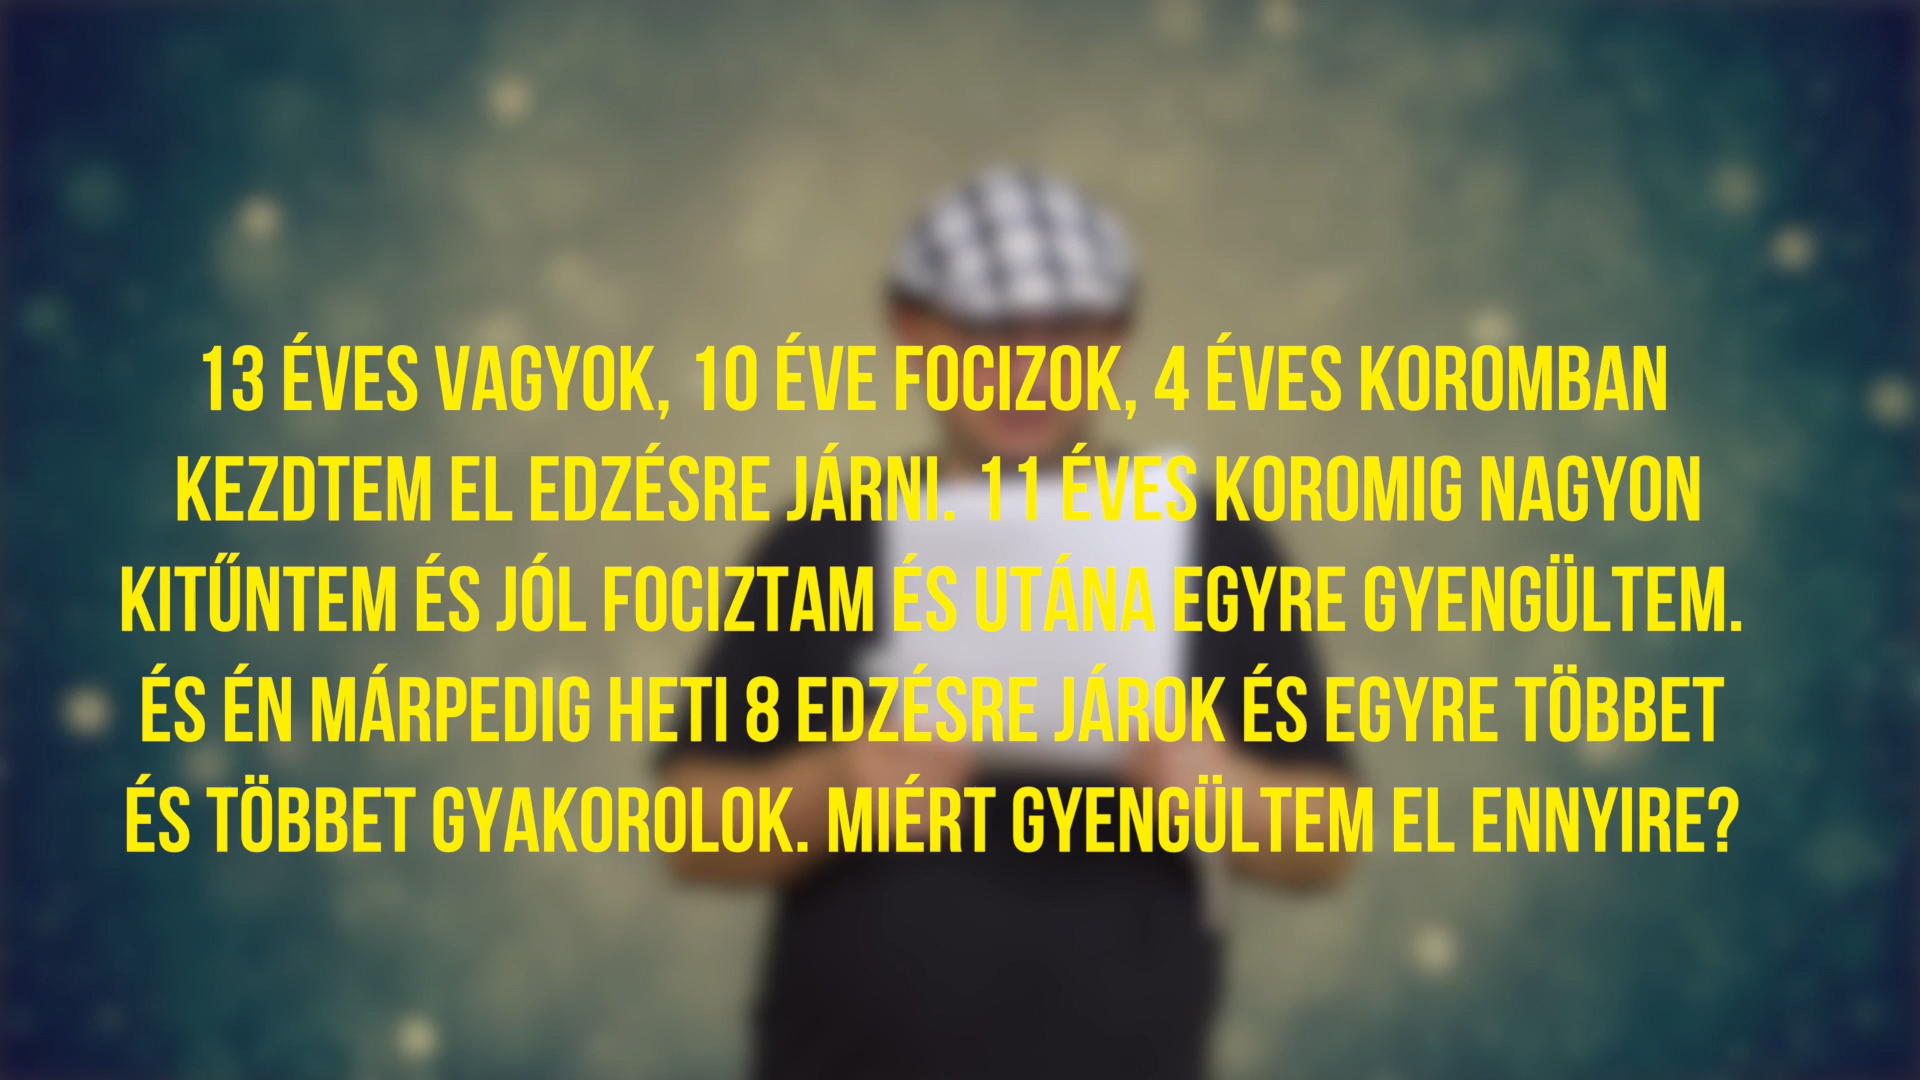 13 ÉVES VAGYOK, 10 ÉVE FOCIZOK, 4 ÉVES KOROMBAN
KEZDTEM EL EDZÉSRE JÁRNI. 11 ÉVES KOROMIG NAGYON
KITŰNTEM ÉS JÓL FOCIZTAM ÉS UTÁNA EGYRE GYENGÜLTEM.
ÉS ÉN MÁRPEDIG HETI 8 EDZÉSRE JÁROK ÉS EGYRE TÖBBET
ÉS TÖBBET GYAKOROLOK. MIÉRT GYENGÜLTEM EL ENNYIRE?